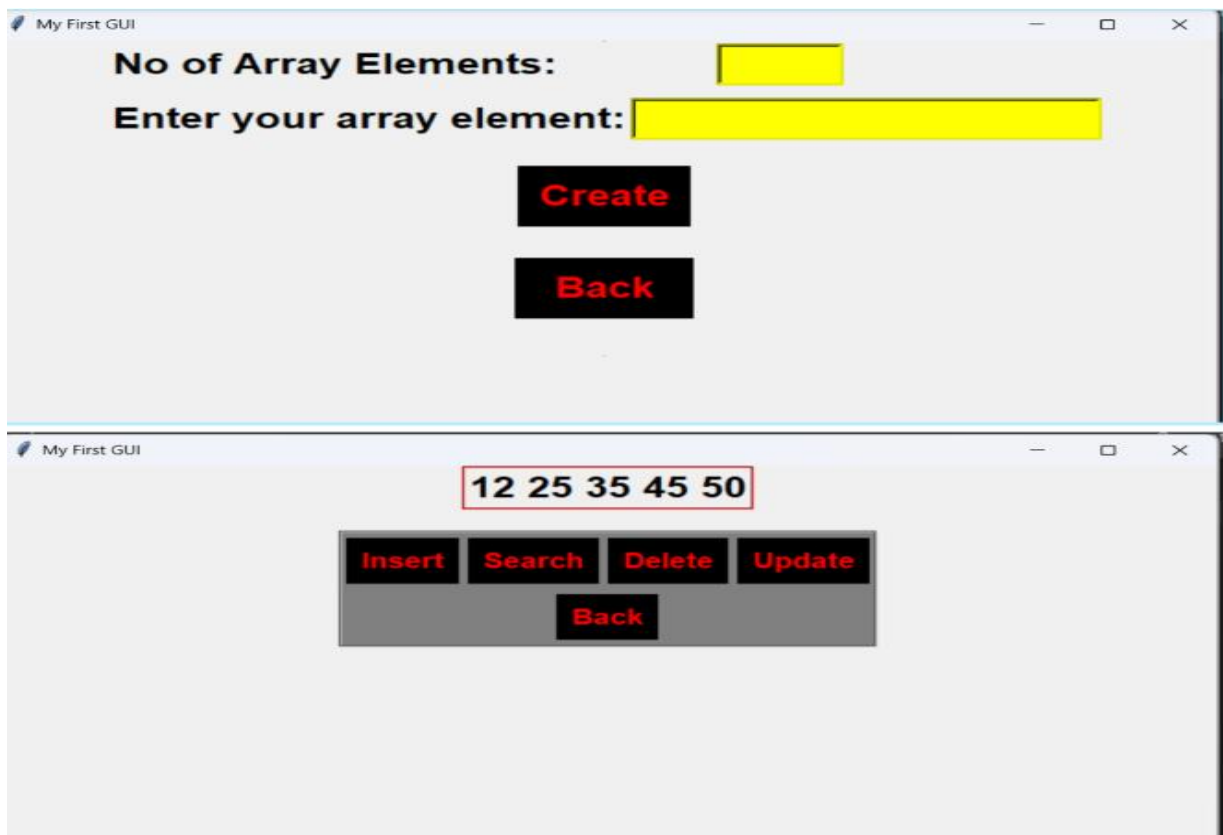 My First GUI
No of Array Elements:
Enter your array element:
Create
Back
My First GUI
12 25 35 45 50
Insert Search Delete Update
Back